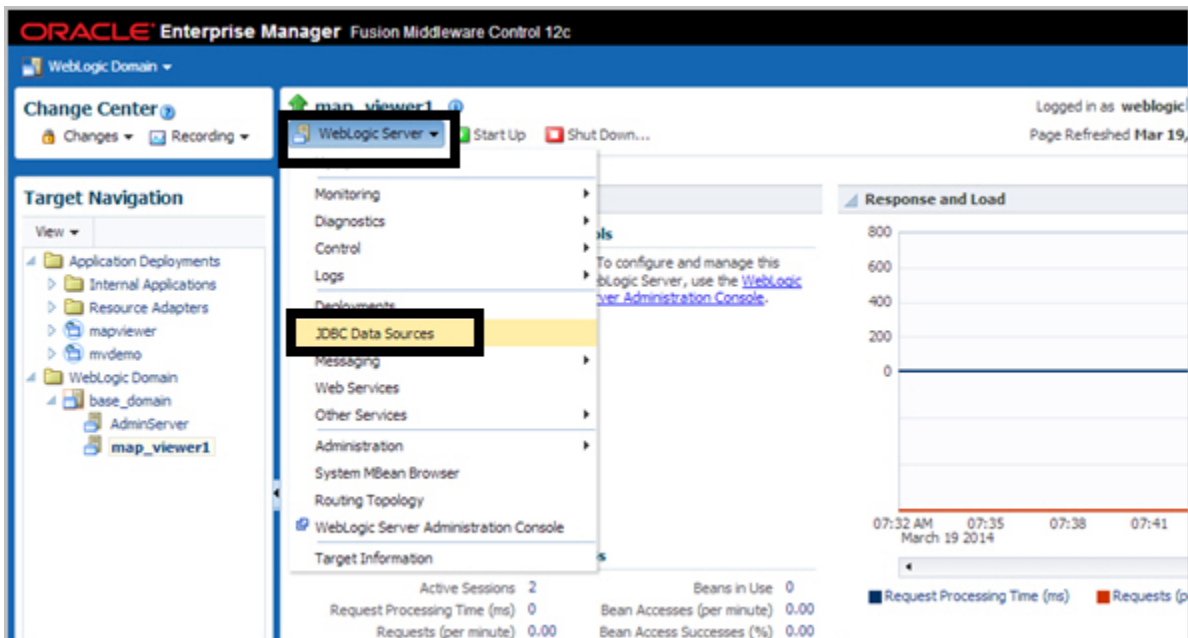 ORACLE Enterprise Manager Fusion Middleware Control 12c
WebLogic Domain
Change Center
Changes Recording
Target Navigation
View
Application Deployments
Internal Applications
Resource Adapters
mapviewer
mvdemo
WebLogic Domain
base_domain
AdminServer
map_viewer1
map_viewer1
Logged in as weblogic
WebLogic Server Start Up Shut Down...
Page Refreshed Mar 19,
Monitoring
Diagnostics
Control
Logs
Deployments
JDBC Data Sources
Messaging
Web Services
Other Services
Administration
System MBean Browser
Routing Topology
WebLogic Server Administration Console
Target Information
To configure and manage this
use the WebLogic
Administration Console.
Active Sessions 2
Request Processing Time (ms) 0
Requests (per minute) 0.00
Beans in Use 0
Bean Accesses (per minute) 0.00
Bean Access Successes (%) 0.00
Response and Load
800
600
400
200
0
07:32 AM 07:35 07:38 07:41
March 19 2014
Request Processing Time (ms) Requests